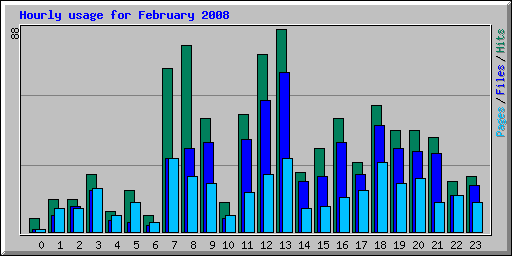 Hourly usage for February 2008
88
Pages / Files / Hits
0 1 2 3 4 5 6 7 8 9 10 11 12 13 14 15 16 17 18 19 20 21 22 23